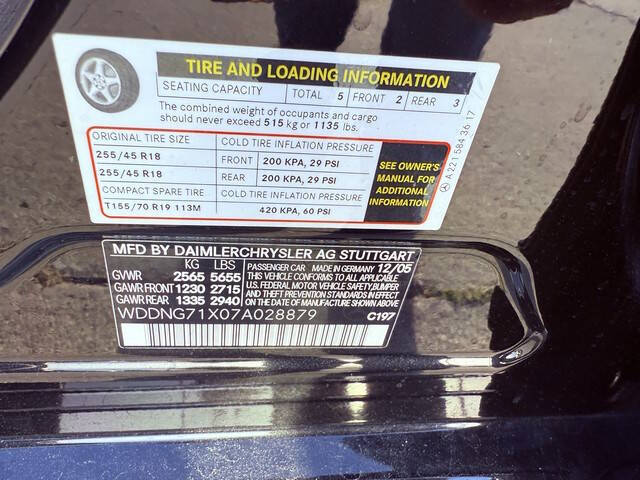 TIRE AND LOADING INFORMATION
SEATING CAPACITY TOTAL 5 FRONT 2 REAR 3
The combined weight of occupants and cargo
should never exceed 515 kg or 1135 lbs.
ORIGINAL TIRE SIZE COLD TIRE INFLATION PRESSURE
255/45 R18 FRONT 200 KPA, 29 PSI
255/45 R18 REAR 200 KPA, 29 PSI
COMPACT SPARE TIRE COLD TIRE INFLATION PRESSURE
T155/70 R19 113M 420 KPA, 60 PSI
SEE OWNER'S
MANUAL FOR
ADDITIONAL
INFORMATION
A 221 584 36 17
MFD BY DAIMLERCHRYSLER AG STUTTGART
KG LBS
GVWR 2565 5655
GAWR FRONT 1230 2715
GAWR REAR 1335 2940
PASSENGER CAR MADE IN GERMANY 12/05
THIS VEHICLE CONFORMS TO ALL APPLICABLE
U.S. FEDERAL MOTOR VEHICLE SAFETY, BUMPER
AND THEFT PREVENTION STANDARDS IN EFFECT
ON THE DATE OF MANUFACTURE SHOWN ABOVE
WDDNG71X07A028879 C197